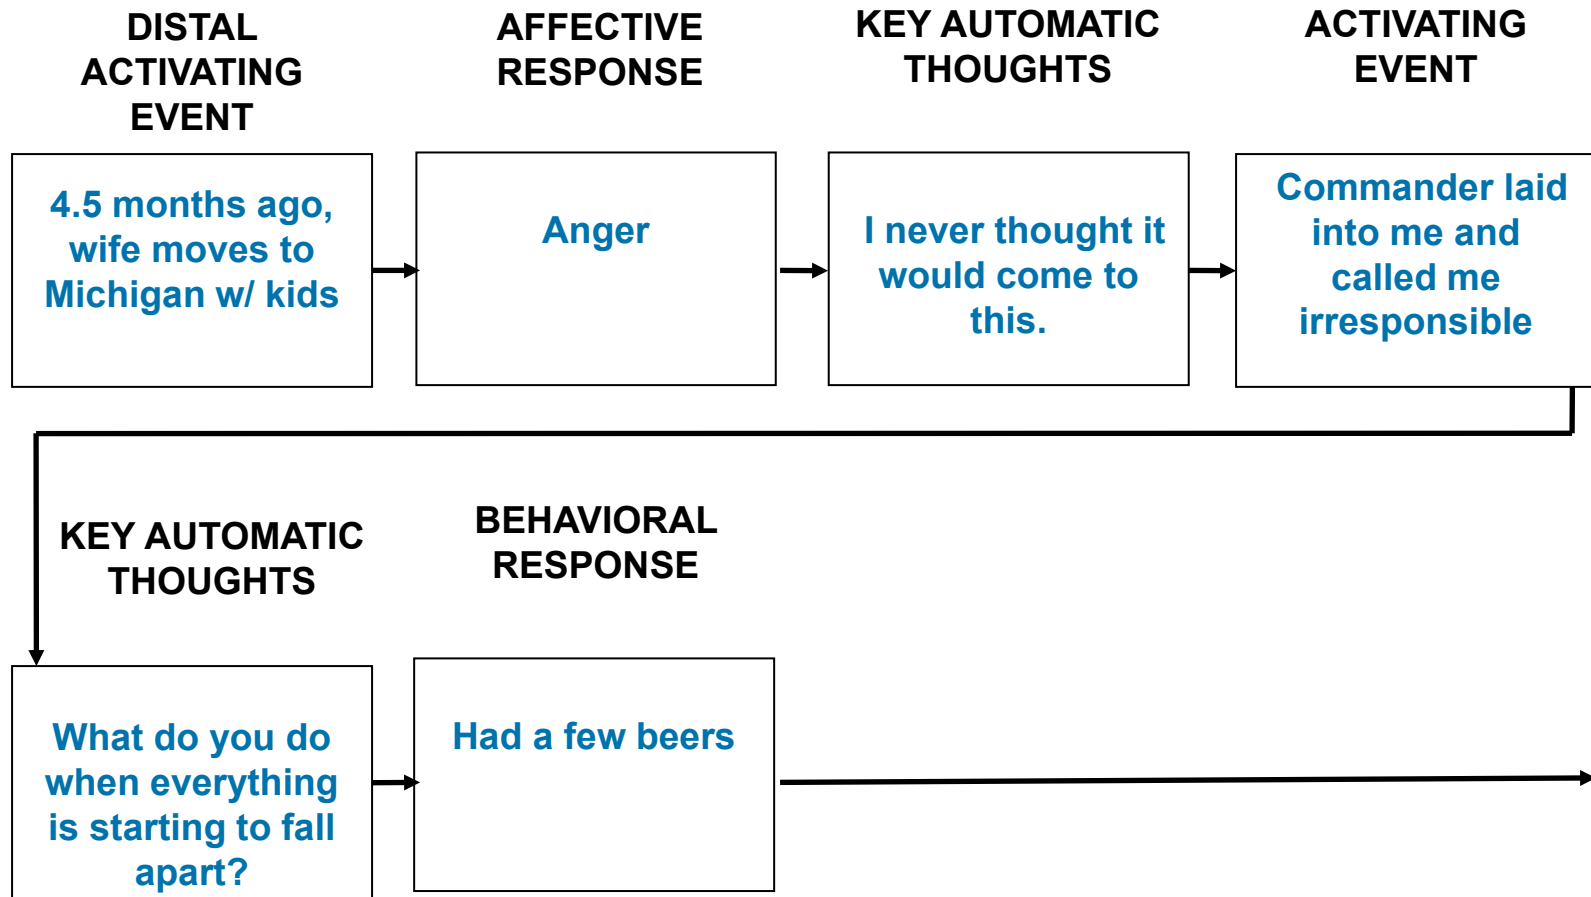 DISTAL
ACTIVATING
EVENT
AFFECTIVE
RESPONSE
KEY AUTOMATIC
THOUGHTS
ACTIVATING
EVENT
4.5 months ago,
wife moves to
Michigan w/ kids
Anger
I never thought it
would come to
this.
Commander laid
into me and
called me
irresponsible
KEY AUTOMATIC
THOUGHTS
BEHAVIORAL
RESPONSE
What do you do
when everything
is starting to fall
apart?
Had a few beers